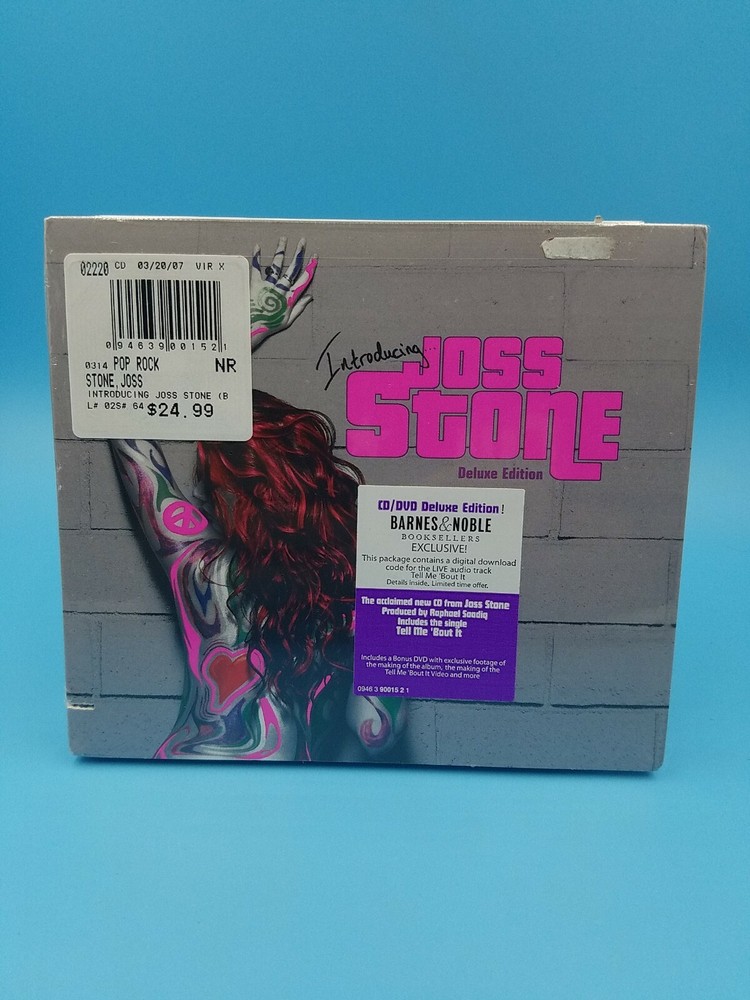 02220 CD 03/20/07 VIR X
0 94639 00152 1
0314 POP ROCK NR
STONE,JOSS
INTRODUCING JOSS STONE (B
L# 02S# 64 $24.99
Introducing...
JOSS
STONE
Deluxe Edition
CD/DVD Deluxe Edition!
BARNES&NOBLE
BOOKSELLERS
EXCLUSIVE!
This package contains a digital download
code for the LIVE audio track
Tell Me 'Bout It
Details inside. Limited time offer.
The acclaimed new CD from Joss Stone
Produced by Raphael Saadiq
Includes the single
Tell Me 'Bout It
Includes a Bonus DVD with exclusive footage of
the making of the album, the making of the
Tell Me 'Bout It Video and more
0946 3 90015 2 1